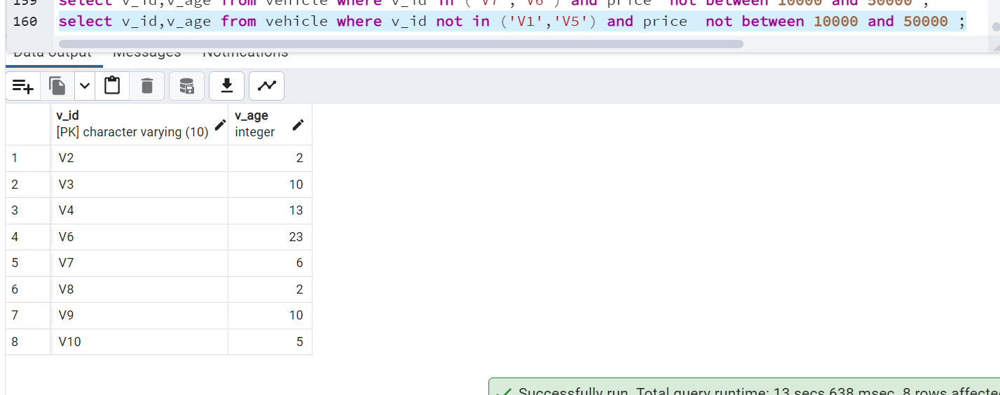 159 select v_id,v_age from vehicle where v_id in ('V7','V6') and price  not between 10000 and 50000 ;
160 select v_id,v_age from vehicle where v_id not in ('V1','V5') and price  not between 10000 and 50000 ;
Data output Messages Notifications
v_id v_age
[PK] character varying (10) integer
1 V2 2
2 V3 10
3 V4 13
4 V6 23
5 V7 6
6 V8 2
7 V9 10
8 V10 5
Successfully run. Total query runtime: 13 secs 638 msec. 8 rows affecte